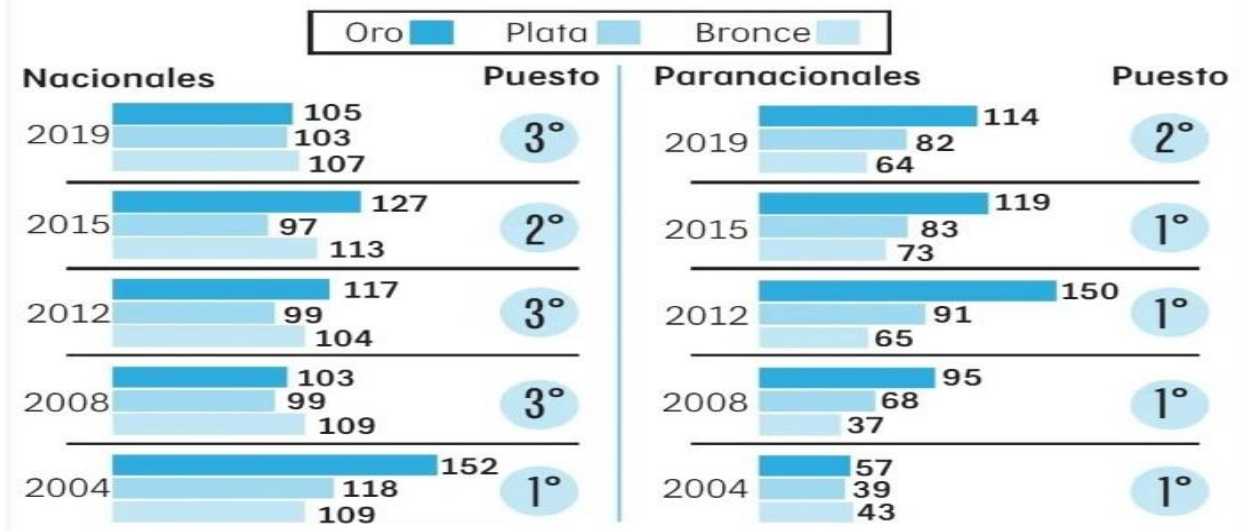 Oro Plata Bronce
Nacionales Puesto
2019 105 103 107 3°
2015 127 97 113 2°
2012 117 99 104 3°
2008 103 99 109 3°
2004 152 118 109 1°
Paranacionales Puesto
2019 114 82 64 2°
2015 119 83 73 1°
2012 150 91 65 1°
2008 95 68 37 1°
2004 57 39 43 1°